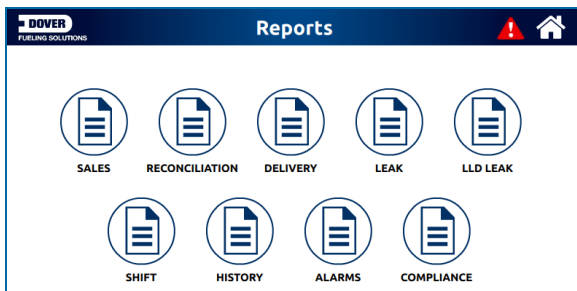 DOVER
FUELING SOLUTIONS
Reports
SALES RECONCILIATION DELIVERY LEAK LLD LEAK
SHIFT HISTORY ALARMS COMPLIANCE